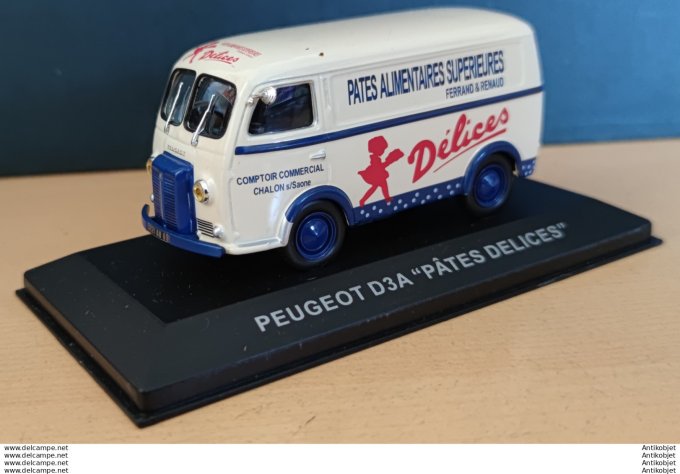 Délices
PATES ALIMENTAIRES SUPERIEURES
FERRAND & RENAUD
Délices
COMPTOIR COMMERCIAL
CHALON s/Saone
PEUGEOT
PEUGEOT D3A “PÂTES DELICES”
www.delcampe.net Antikobjet
www.delcampe.net Antikobjet
www.delcampe.net Antikobjet